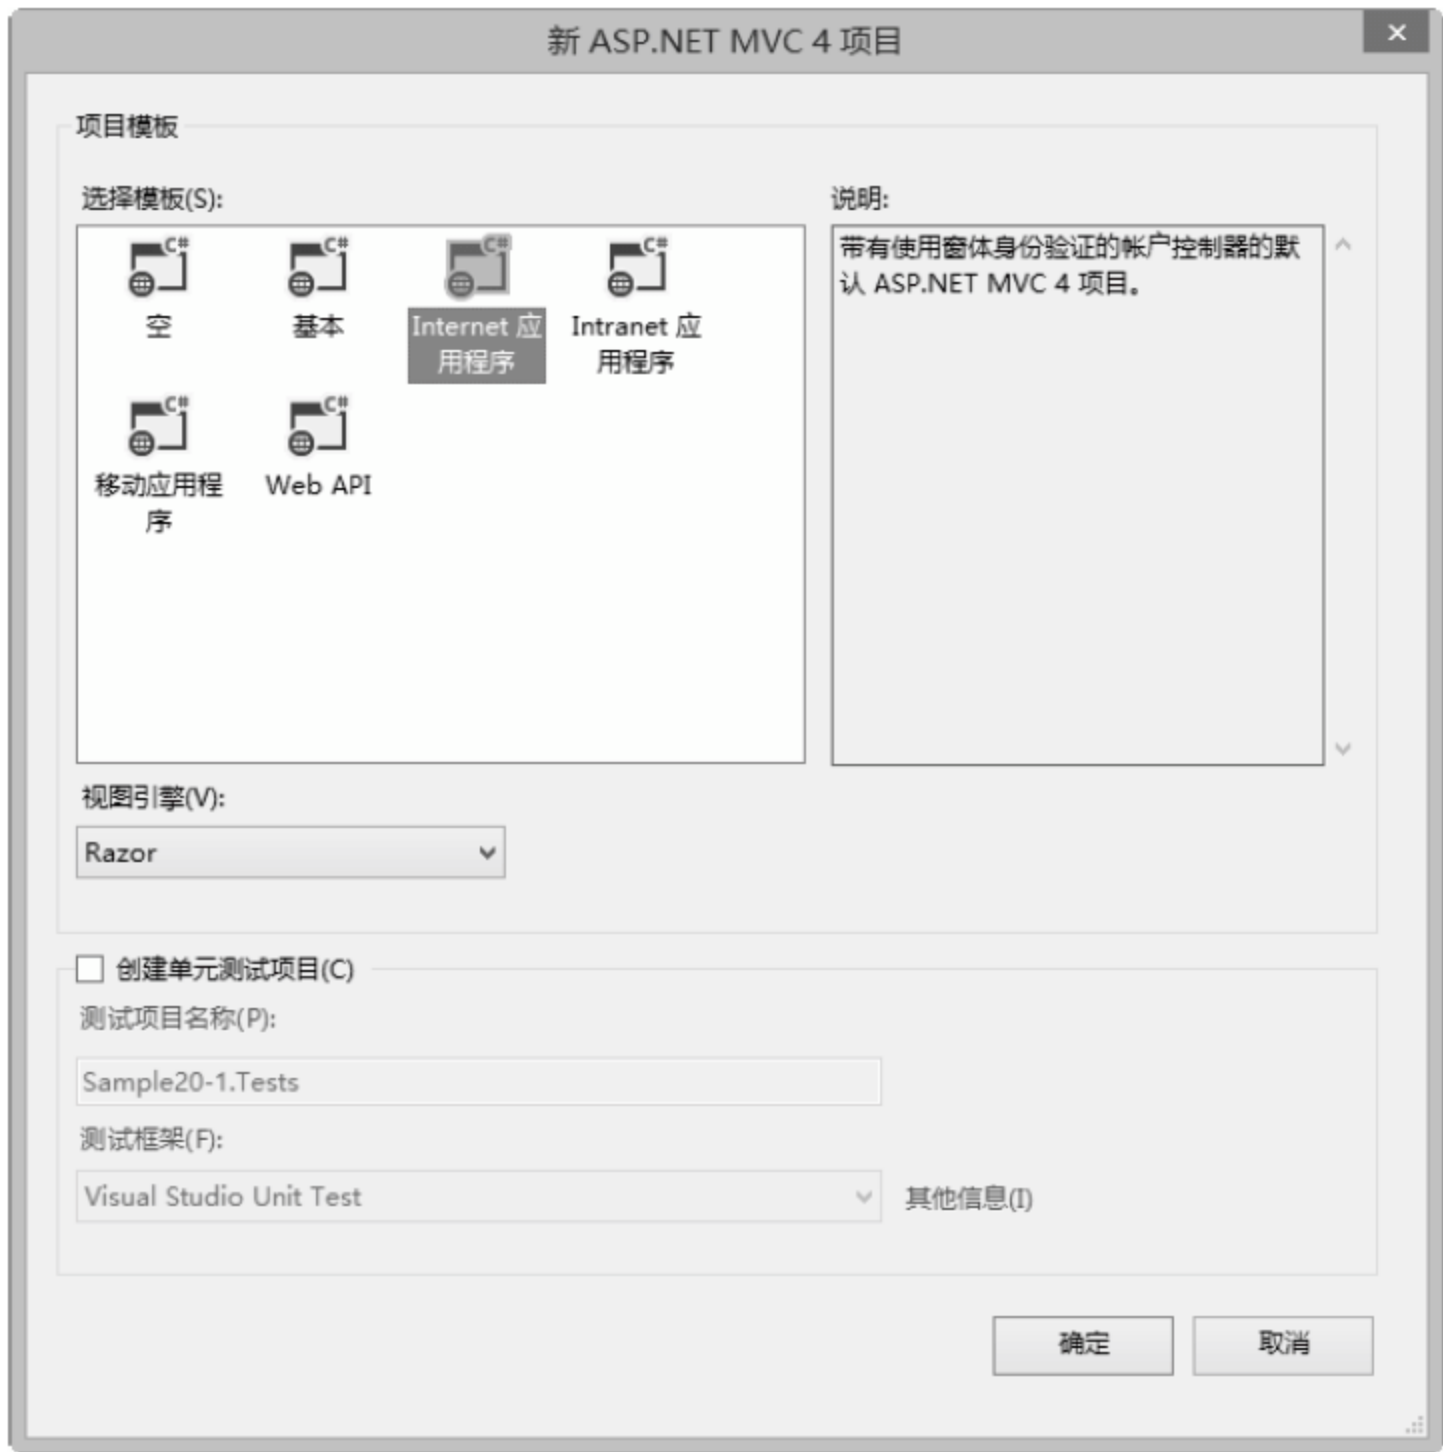 新 ASP.NET MVC 4 项目
项目模板
选择模板(S):
说明:
C#
C#
C#
C#
空
基本
Internet 应
用程序
Intranet 应
用程序
C#
C#
移动应用程
序
Web API
带有使用窗体身份验证的帐户控制器的默
认 ASP.NET MVC 4 项目。
视图引擎(V):
Razor
创建单元测试项目(C)
测试项目名称(P):
Sample20-1.Tests
测试框架(F):
Visual Studio Unit Test
其他信息(I)
确定
取消